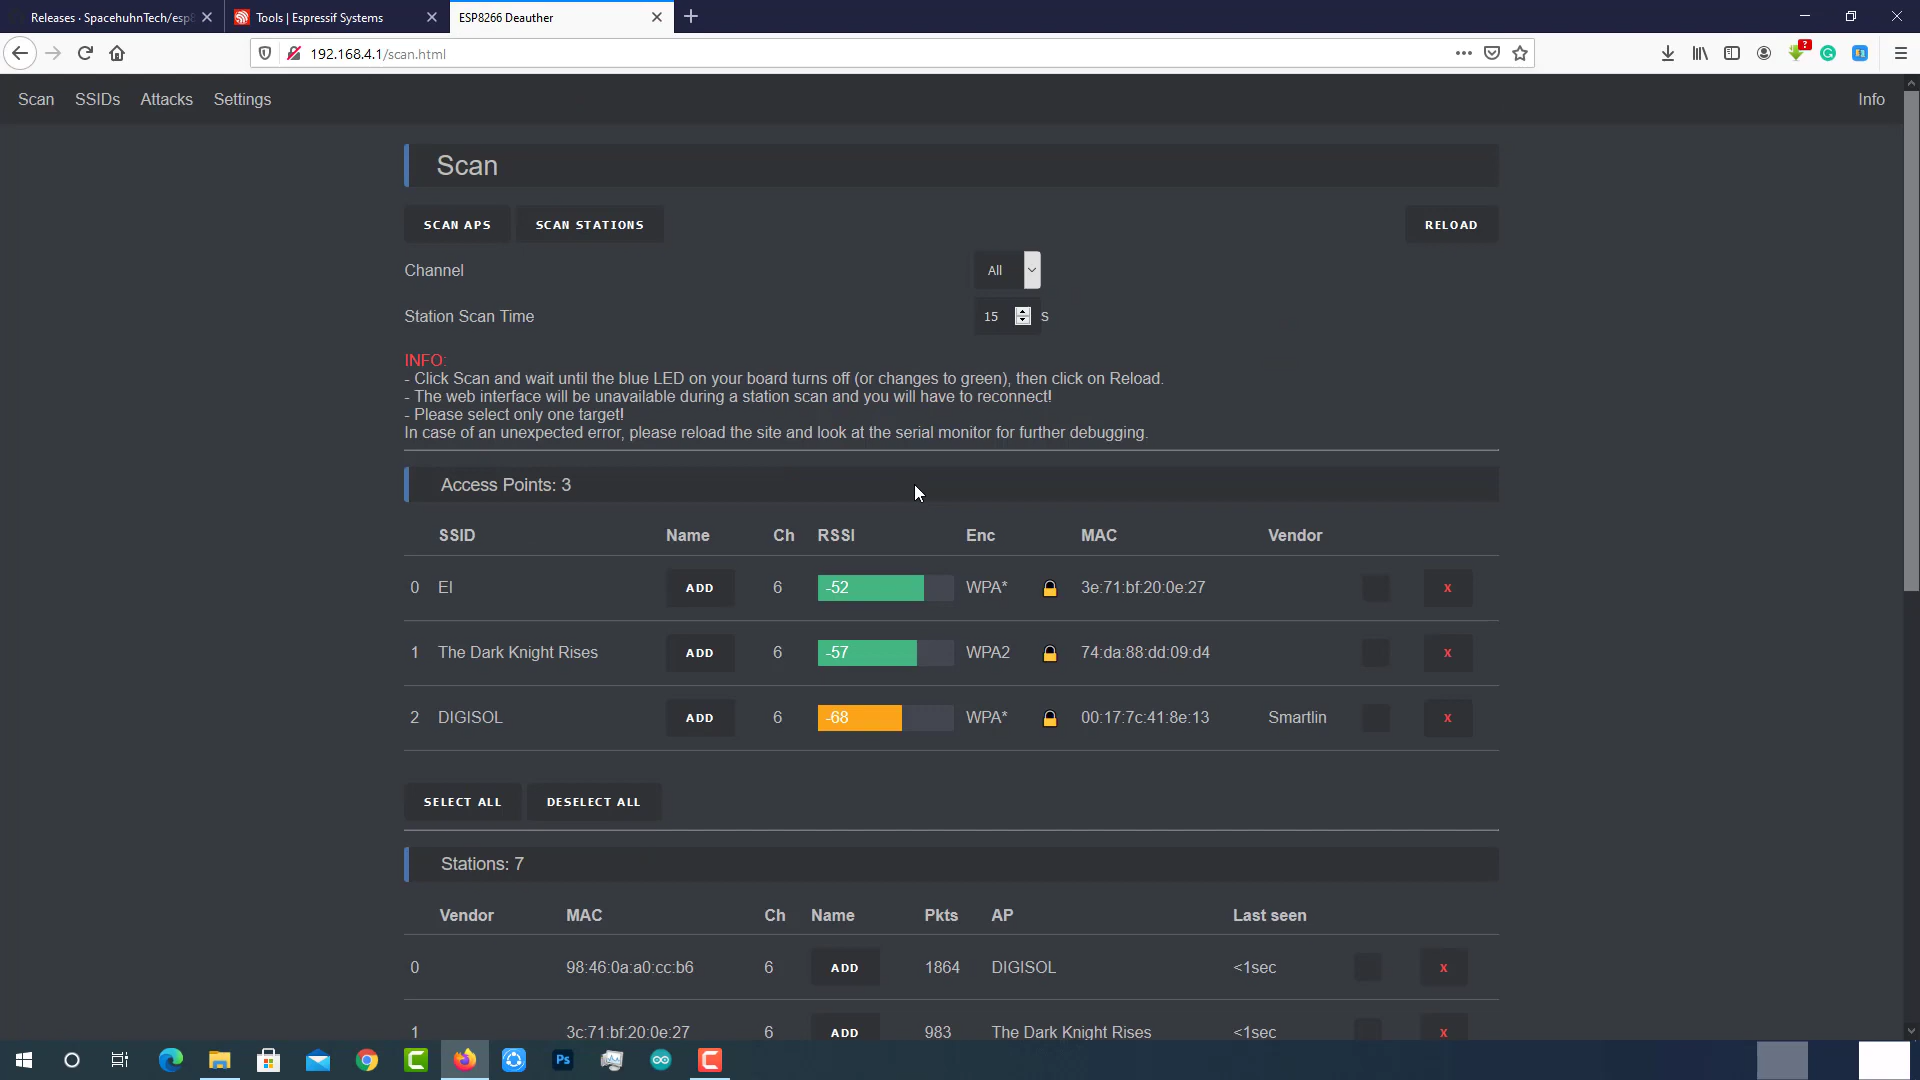 Releases · SpacehuhnTech/esp8
Tools | Espressif Systems
ESP8266 Deauther
192.168.4.1/scan.html
Scan SSIDs Attacks Settings Info
Scan
SCAN APS SCAN STATIONS RELOAD
Channel All
Station Scan Time 15 S
INFO:
- Click Scan and wait until the blue LED on your board turns off (or changes to green), then click on Reload.
- The web interface will be unavailable during a station scan and you will have to reconnect!
- Please select only one target!
In case of an unexpected error, please reload the site and look at the serial monitor for further debugging.
Access Points: 3
SSID Name Ch RSSI Enc MAC Vendor
0 EI ADD 6 -52 WPA* 3e:71:bf:20:0e:27 X
1 The Dark Knight Rises ADD 6 -57 WPA2 74:da:88:dd:09:d4 X
2 DIGISOL ADD 6 -68 WPA* 00:17:7c:41:8e:13 Smartlin X
SELECT ALL DESELECT ALL
Stations: 7
Vendor MAC Ch Name Pkts AP Last seen
0 98:46:0a:a0:cc:b6 6 ADD 1864 DIGISOL <1sec X
1 3c:71:bf:20:0e:27 6 ADD 983 The Dark Knight Rises <1sec X